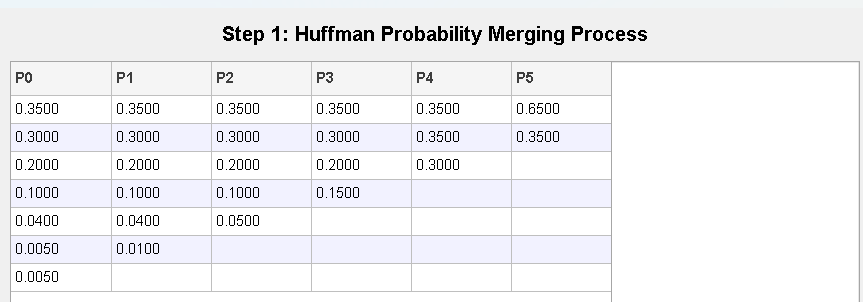 Step 1: Huffman Probability Merging Process
P0 P1 P2 P3 P4 P5
0.3500 0.3500 0.3500 0.3500 0.3500 0.6500
0.3000 0.3000 0.3000 0.3000 0.3500 0.3500
0.2000 0.2000 0.2000 0.2000 0.3000
0.1000 0.1000 0.1000 0.1500
0.0400 0.0400 0.0500
0.0050 0.0100
0.0050